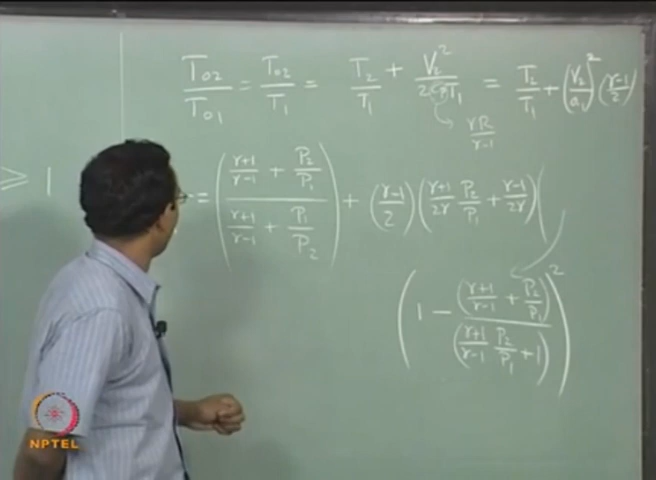 T02/T01 = T02/T1 = T2/T1 + V2²/2CpT1 = T2/T1 + (V2/a1)² (γ-1/2)
γR/γ-1
≥ 1
= ((γ+1/γ-1 + P2/P1) / (γ+1/γ-1 + P1/P2)) + (γ-1/2) (γ+1/2γ P2/P1 + γ-1/2γ) (
(1 - (γ+1/γ-1 + P2/P1) / (γ+1/γ-1 P2/P1 + 1))²
NPTEL